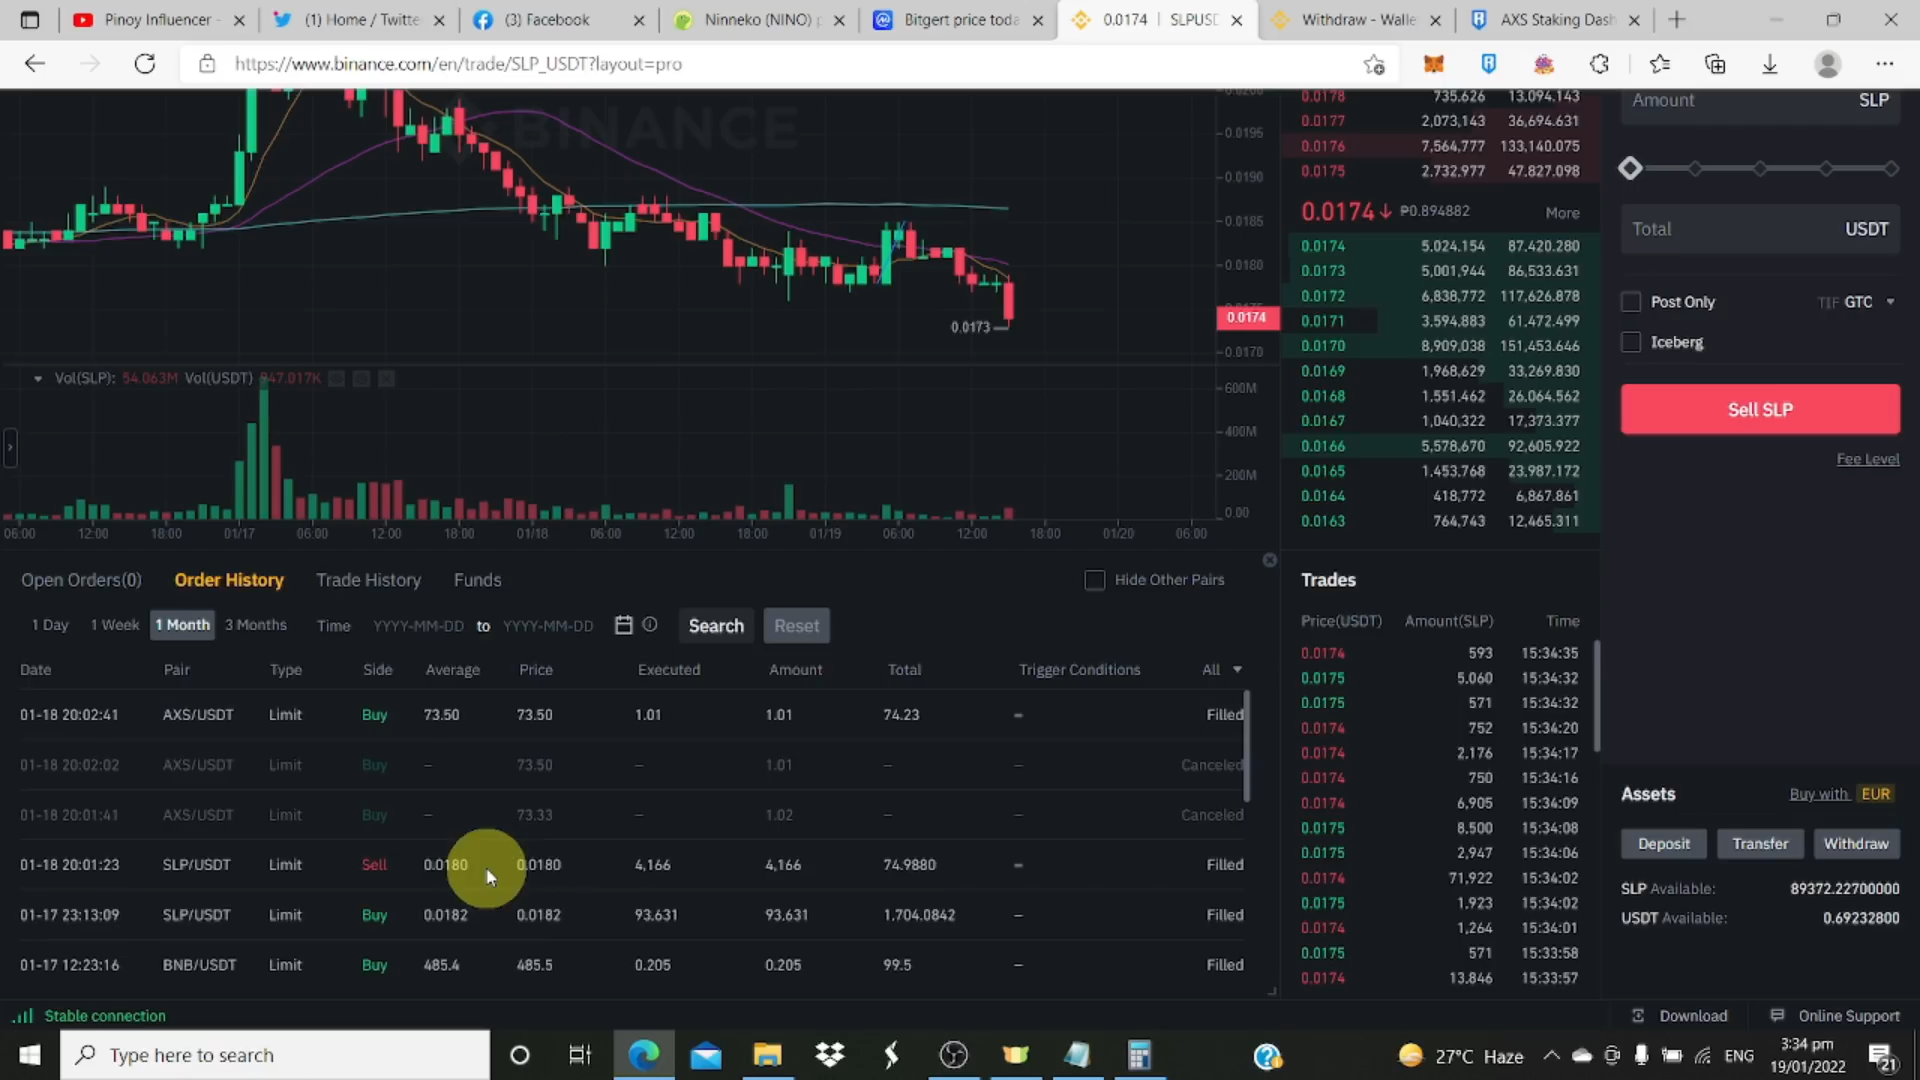 Pinoy Influencer - (1) Home / Twitte (3) Facebook Ninneko (NINO) p Bitgert price toda 0.0174 | SLPUSD Withdraw - Walle AXS Staking Dash
https://www.binance.com/en/trade/SLP_USDT?layout=pro
BINANCE
0.0200
0.0195
0.0190
0.0185
0.0180
0.0174
0.0173
0.0170
Vol(SLP): 54.063M Vol(USDT) 947.017K
600M
400M
200M
0.00
06:00 12:00 18:00 01/17 06:00 12:00 18:00 01/18 06:00 12:00 18:00 01/19 06:00 12:00 18:00 01/20 06:00
0.0178 735,626 13,094.143
0.0177 2,073,143 36,694.631
0.0176 7,564,777 133,140.075
0.0175 2,732,977 47,827.098
0.0174↓ ₱0.894882 More
0.0174 5,024,154 87,420.280
0.0173 5,001,944 86,533.631
0.0172 6,838,772 117,626.878
0.0171 3,594,883 61,472.499
0.0170 8,909,038 151,453.646
0.0169 1,968,629 33,269.830
0.0168 1,551,462 26,064.562
0.0167 1,040,322 17,373.377
0.0166 5,578,670 92,605.922
0.0165 1,453,768 23,987.172
0.0164 418,772 6,867.861
0.0163 764,743 12,465.311
Amount SLP
Total USDT
Post Only TIF GTC
Iceberg
Sell SLP
Fee Level
Open Orders(0) Order History Trade History Funds Hide Other Pairs
1 Day 1 Week 1 Month 3 Months Time YYYY-MM-DD to YYYY-MM-DD Search Reset
Date Pair Type Side Average Price Executed Amount Total Trigger Conditions All
01-18 20:02:41 AXS/USDT Limit Buy 73.50 73.50 1.01 1.01 74.23 – Filled
01-18 20:02:02 AXS/USDT Limit Buy – 73.50 – 1.01 – – Canceled
01-18 20:01:41 AXS/USDT Limit Buy – 73.33 – 1.02 – – Canceled
01-18 20:01:23 SLP/USDT Limit Sell 0.0180 0.0180 4,166 4,166 74.9880 – Filled
01-17 23:13:09 SLP/USDT Limit Buy 0.0182 0.0182 93,631 93,631 1,704.0842 – Filled
01-17 12:23:16 BNB/USDT Limit Buy 485.4 485.5 0.205 0.205 99.5 – Filled
Trades
Price(USDT) Amount(SLP) Time
0.0174 593 15:34:35
0.0175 5,060 15:34:32
0.0175 571 15:34:32
0.0174 752 15:34:20
0.0174 2,176 15:34:17
0.0174 750 15:34:16
0.0174 6,905 15:34:09
0.0175 8,500 15:34:08
0.0175 2,947 15:34:06
0.0174 71,922 15:34:02
0.0175 1,923 15:34:02
0.0174 1,264 15:34:01
0.0175 571 15:33:58
0.0174 13,846 15:33:57
Assets Buy with EUR
Deposit Transfer Withdraw
SLP Available: 89372.22700000
USDT Available: 0.69232800
Stable connection Download Online Support
Type here to search 27°C Haze ENG 3:34 pm
19/01/2022
21